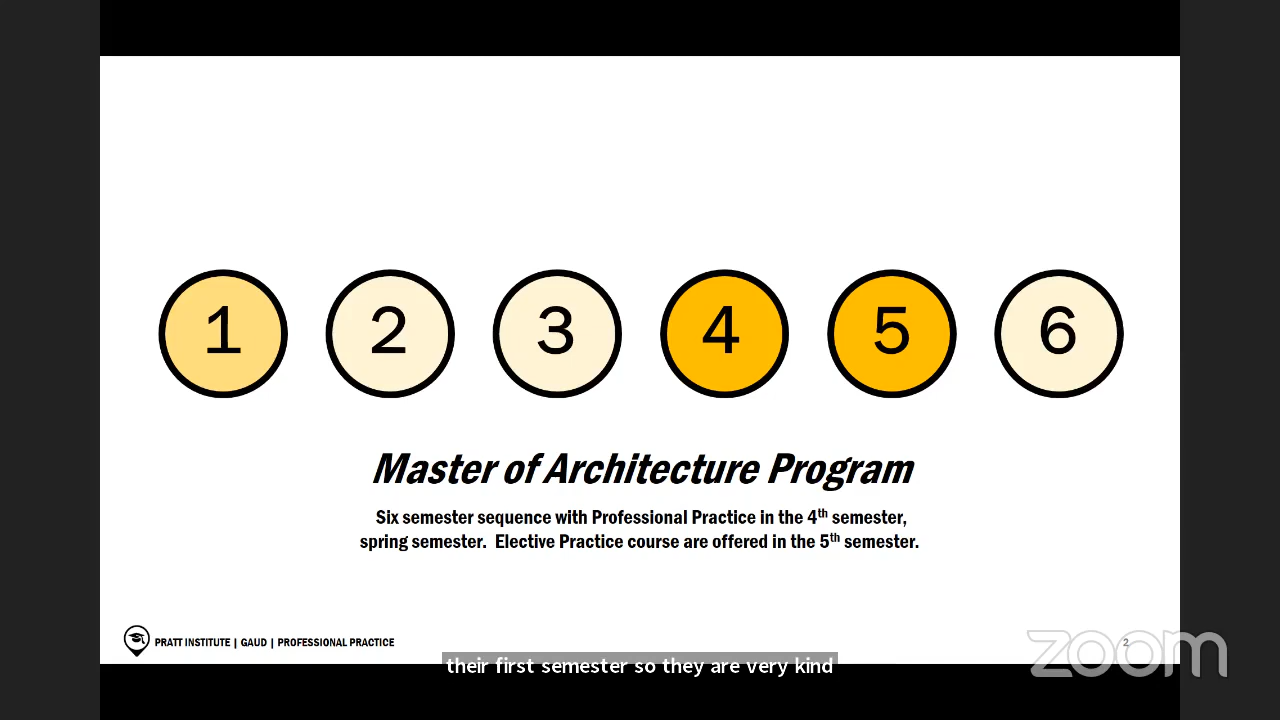 1 2 3 4 5 6
Master of Architecture Program
Six semester sequence with Professional Practice in the 4th semester,
spring semester. Elective Practice course are offered in the 5th semester.
PRATT INSTITUTE | GAUD | PROFESSIONAL PRACTICE
2
zoom
their first semester so they are very kind